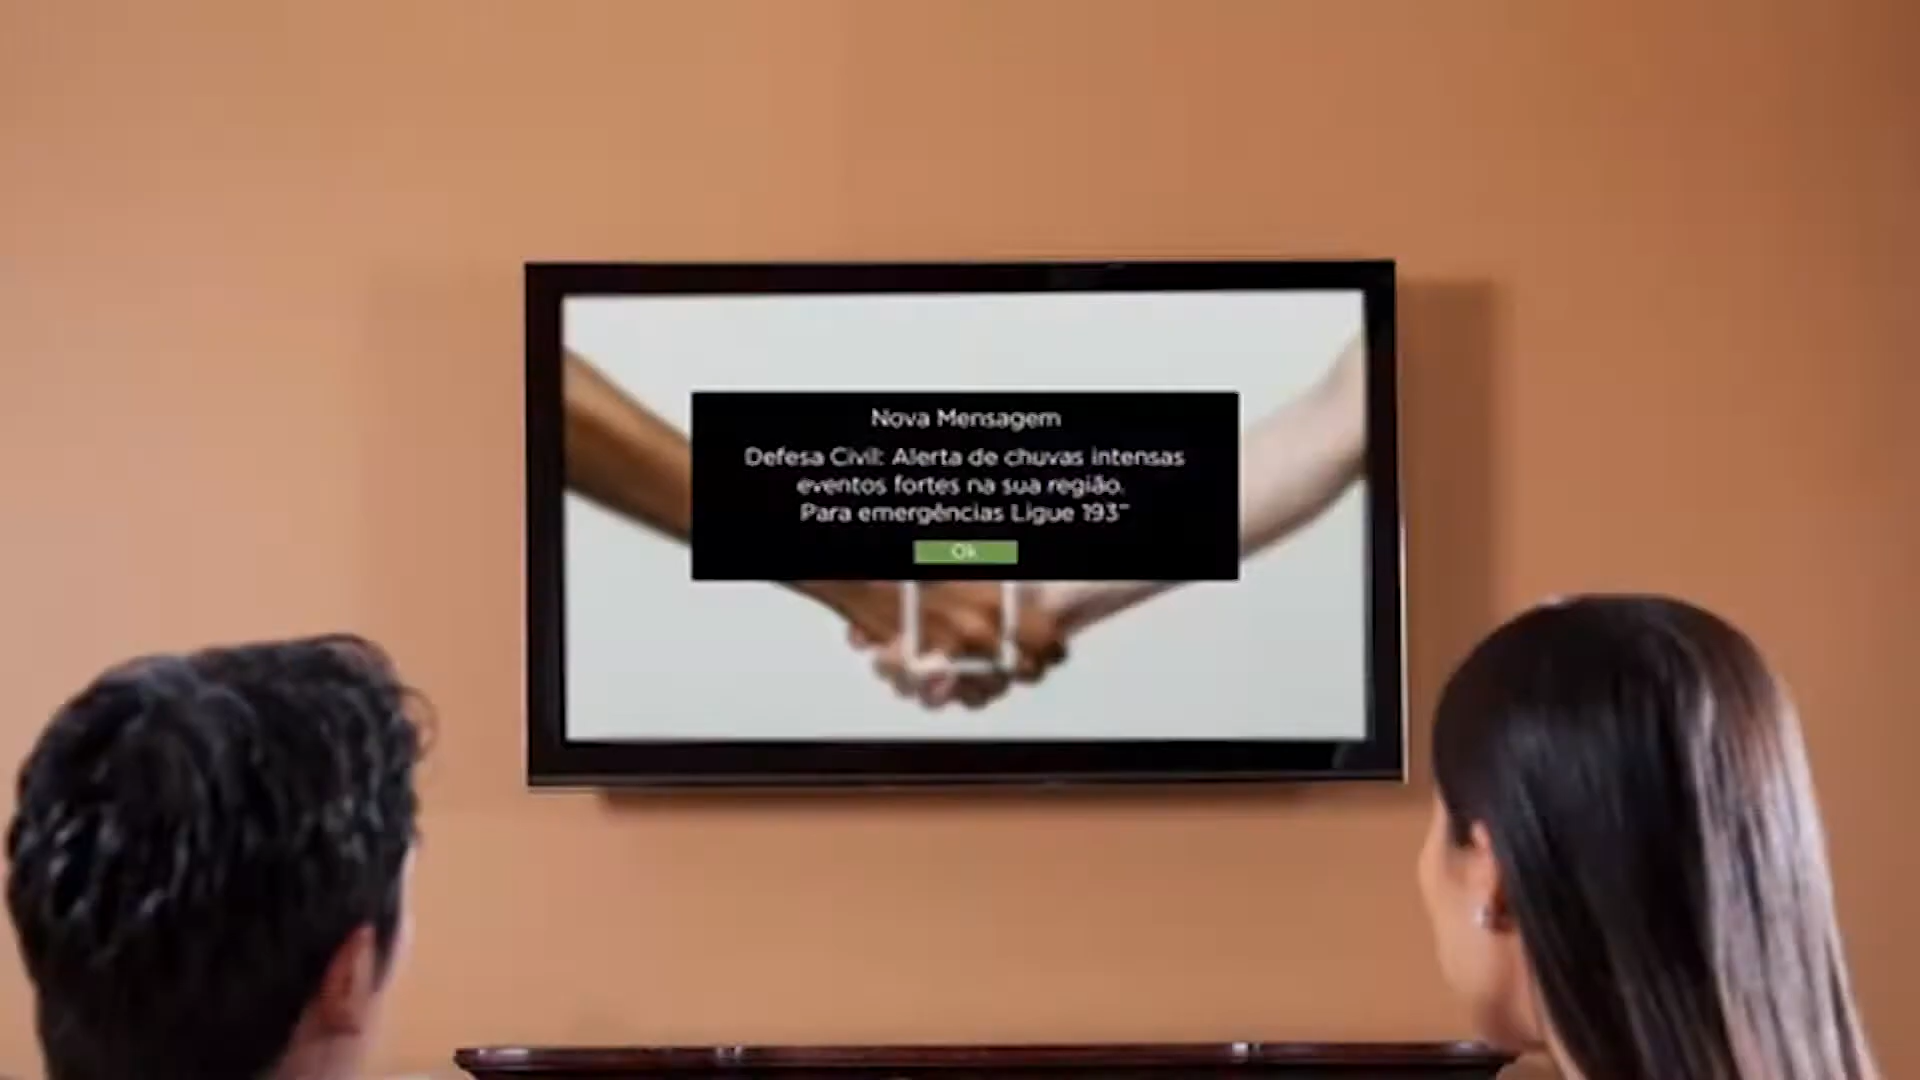 Nova Mensagem
Defesa Civil: Alerta de chuvas intensas
eventos fortes na sua região.
Para emergências Ligue 193"
Ok